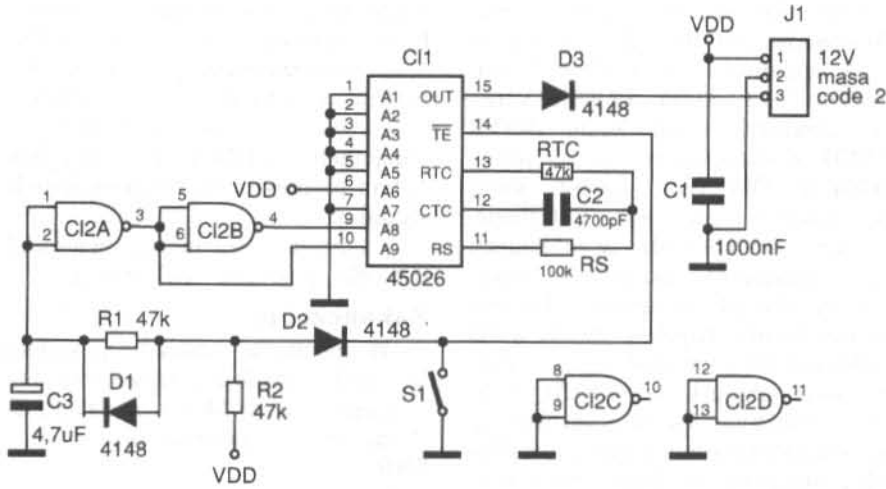 J1
VDD
CI1
D3
1 12V
2 masa
3 code 2
4148
1 A1 OUT 15
2 A2 TE 14
3 A3
4 A4 RTC 13 RTC 47k
5 A5
VDD 6 A6 CTC 12 C2 4700pF
7 A7
9 A8
10 A9 RS 11 100k RS
45026
C1
1000nF
1
2
CI2A
3
5
6
CI2B
4
R1 47k
D1
4148
C3
4,7uF
D2
4148
R2
47k
VDD
S1
8
9
CI2C
10
12
13
CI2D
11